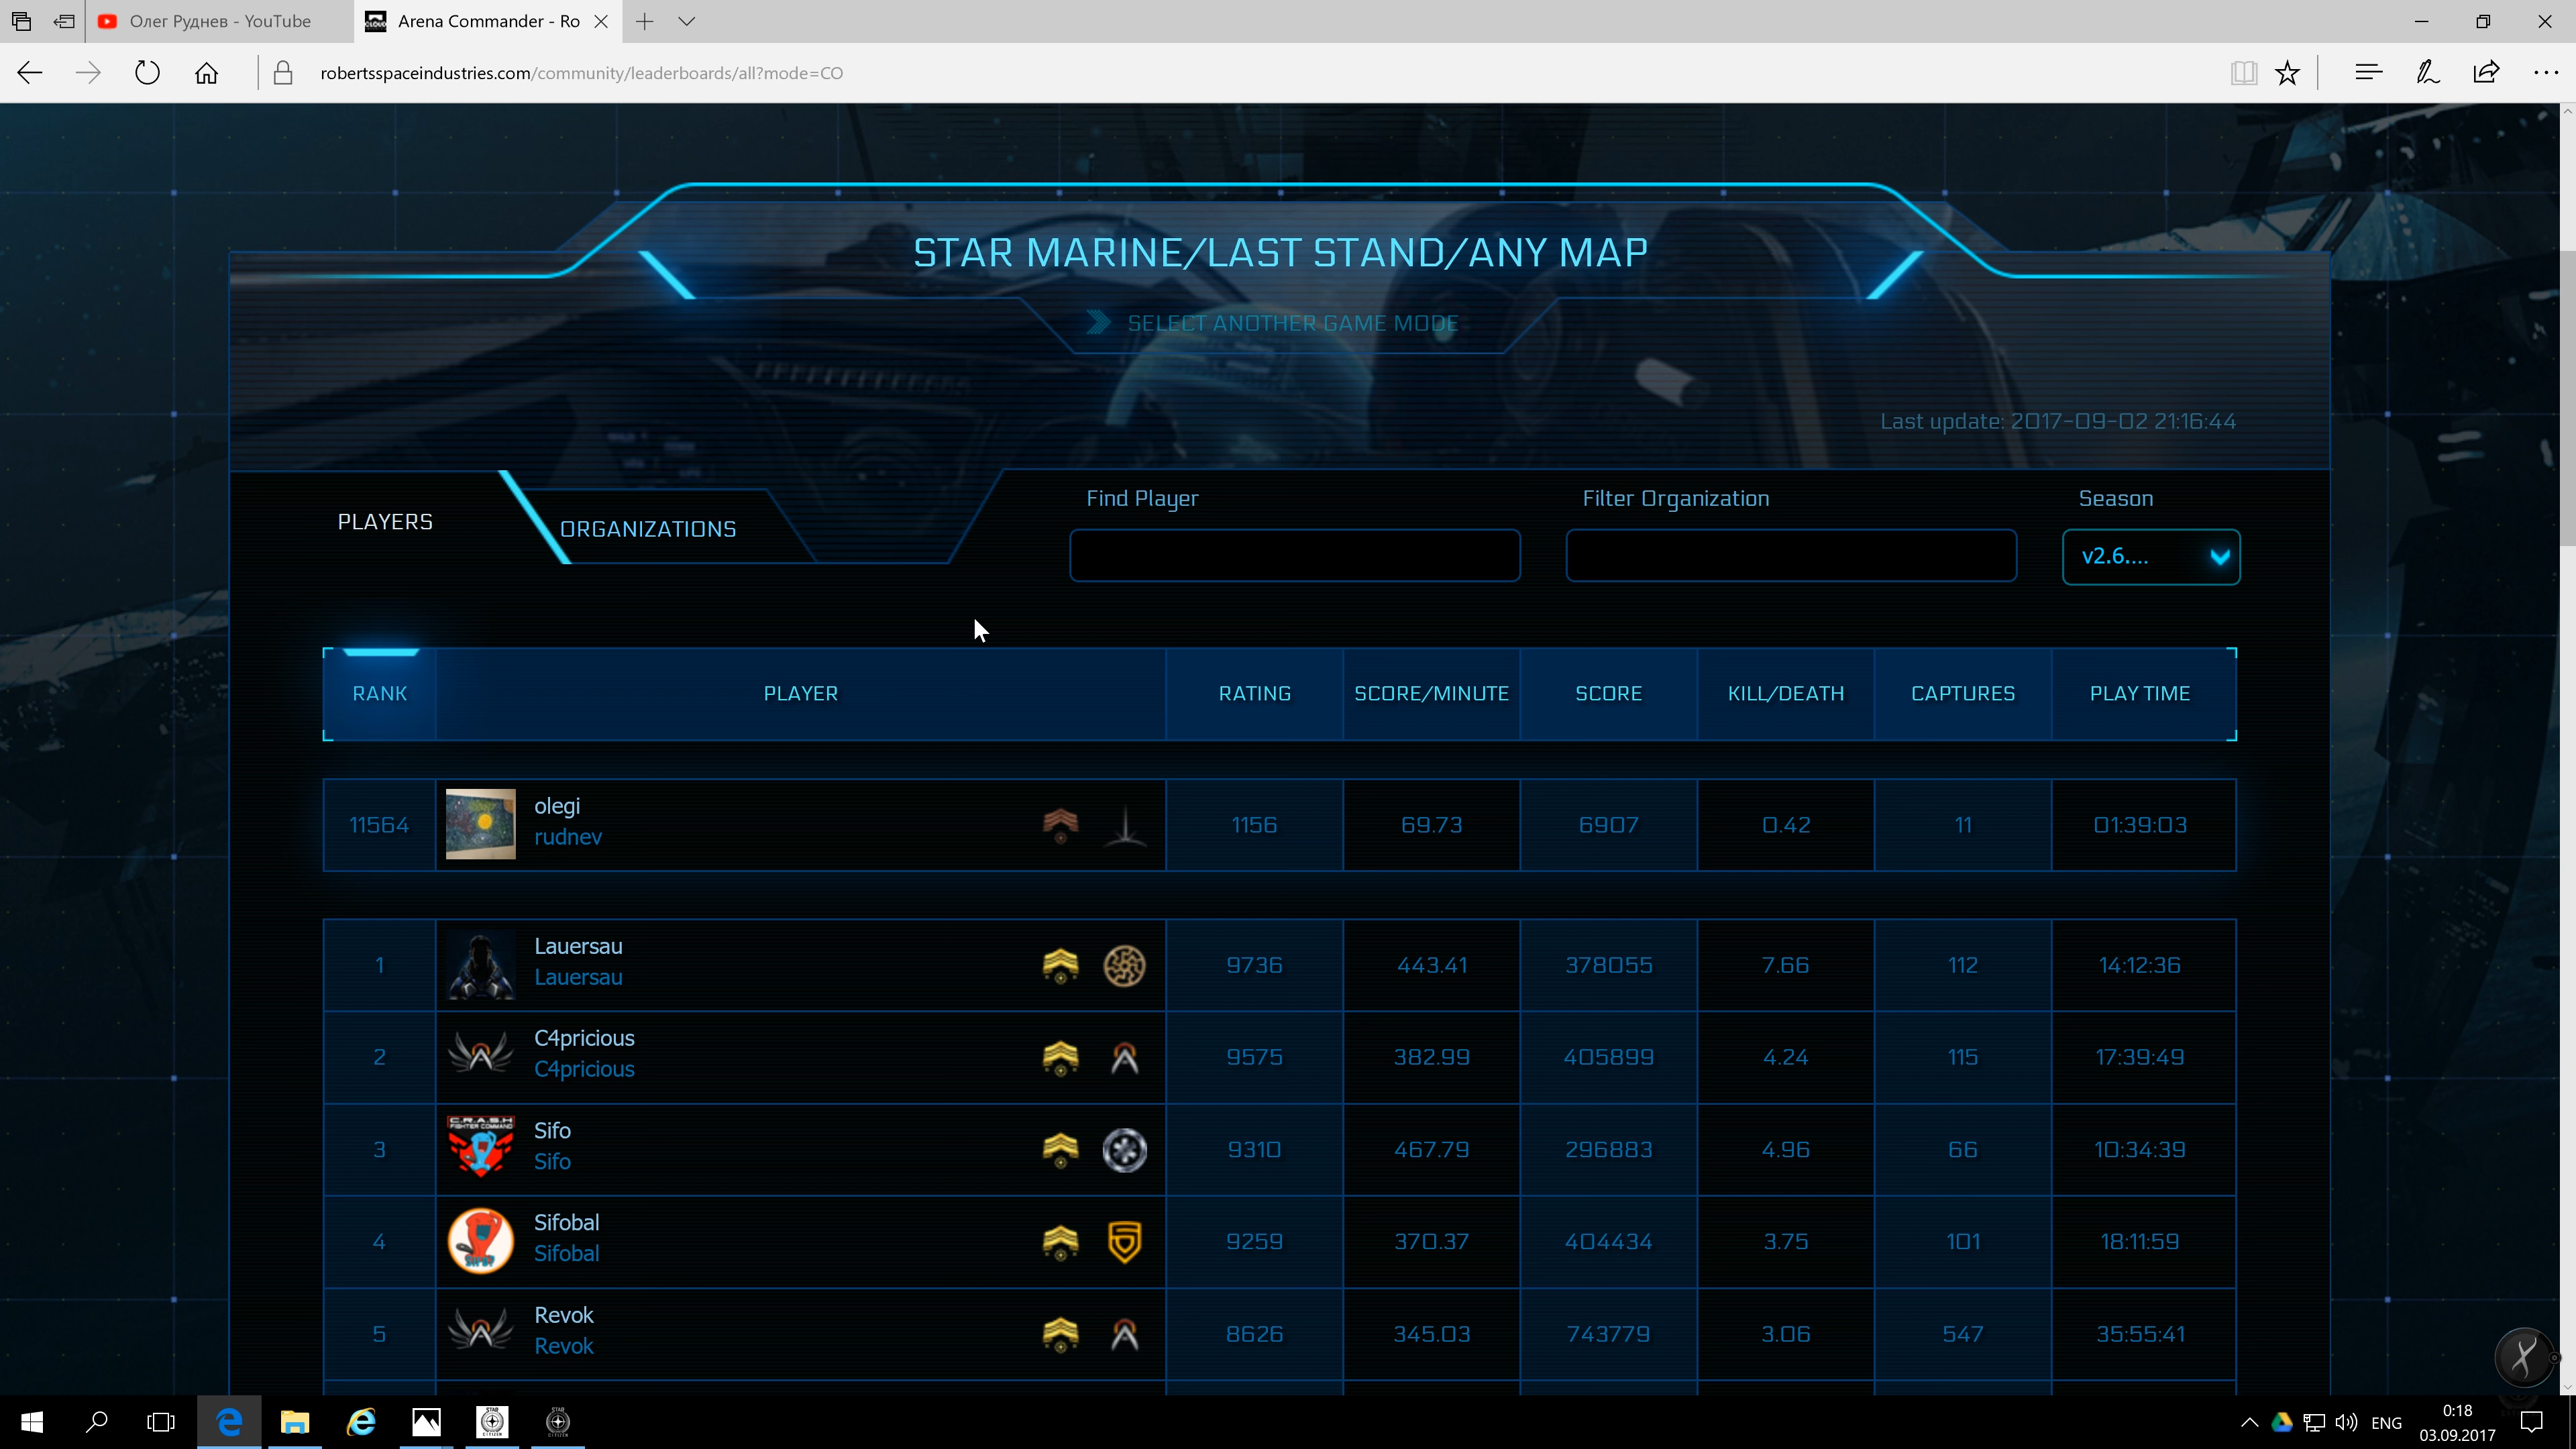 Олег Руднев - YouTube
Arena Commander - Ro
robertsspaceindustries.com/community/leaderboards/all?mode=CO
STAR MARINE/LAST STAND/ANY MAP
SELECT ANOTHER GAME MODE
Last update: 2017-09-02 21:16:44
PLAYERS
ORGANIZATIONS
Find Player
Filter Organization
Season
v2.6....
RANK PLAYER RATING SCORE/MINUTE SCORE KILL/DEATH CAPTURES PLAY TIME
olegi
11564 rudnev 1156 69.73 6907 0.42 11 01:39:03
Lauersau
1 Lauersau 9736 443.41 378055 7.66 112 14:12:36
C4pricious
2 C4pricious 9575 382.99 405899 4.24 115 17:39:49
C.R.A.S.H
FIGHTER COMMAND
Sifo
3 Sifo 9310 467.79 296883 4.96 66 10:34:39
Sifobal
4 Sifobal 9259 370.37 404434 3.75 101 18:11:59
Revok
5 Revok 8626 345.03 743779 3.06 547 35:55:41
ENG
0:18
03.09.2017